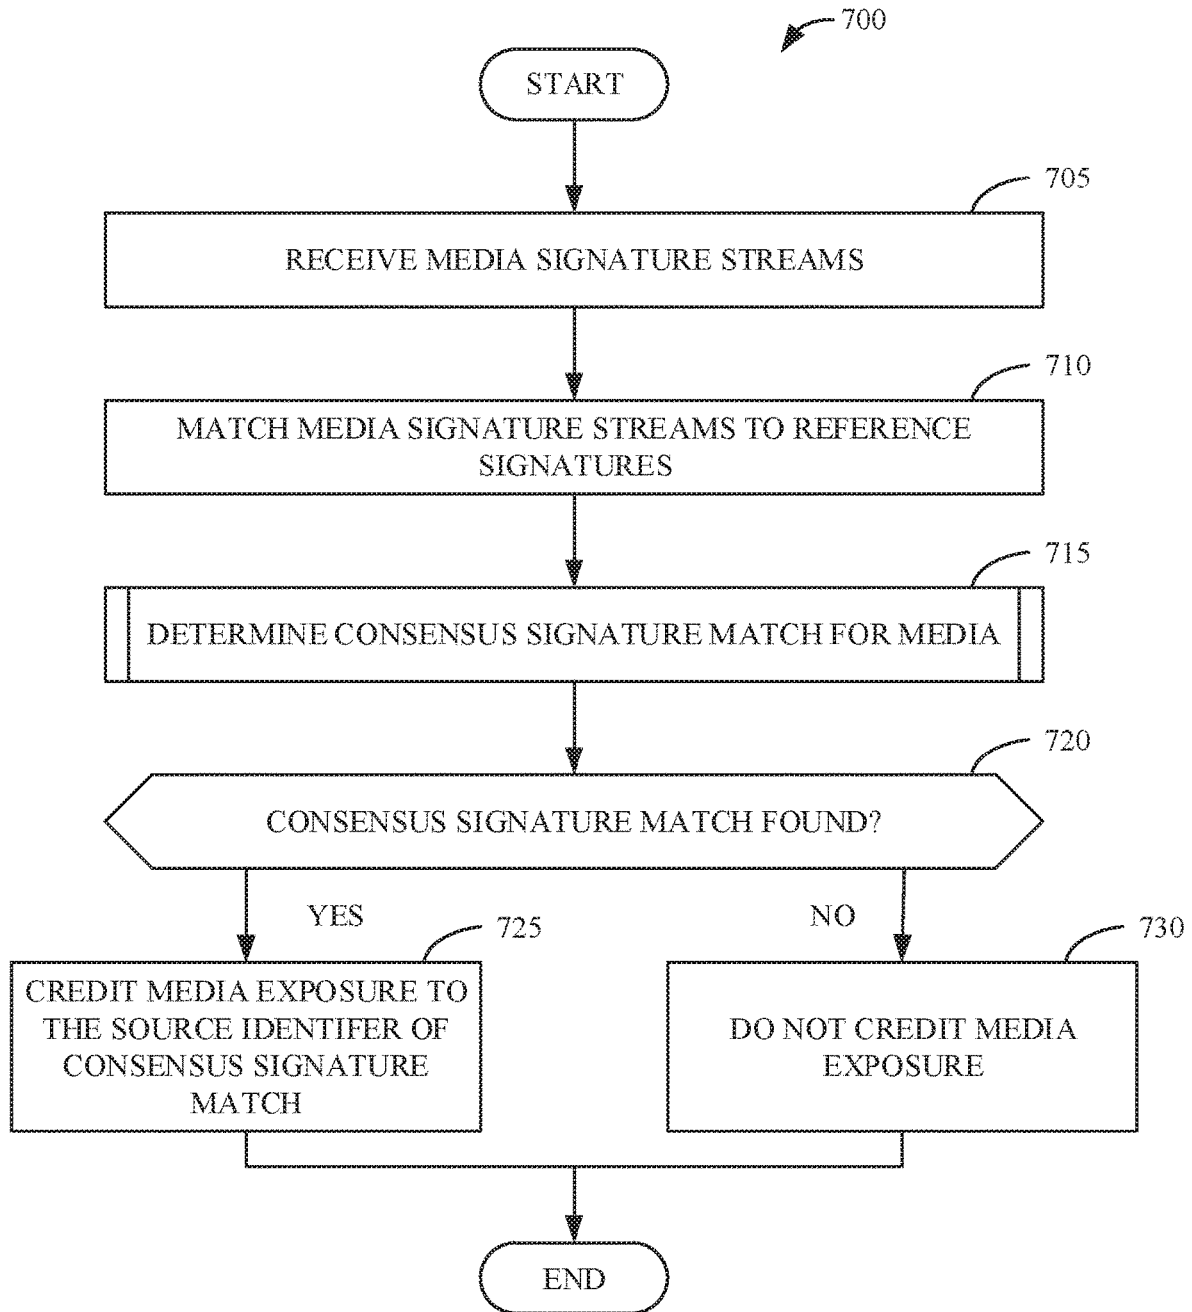 700
START
705
RECEIVE MEDIA SIGNATURE STREAMS
710
MATCH MEDIA SIGNATURE STREAMS TO REFERENCE
SIGNATURES
715
DETERMINE CONSENSUS SIGNATURE MATCH FOR MEDIA
720
CONSENSUS SIGNATURE MATCH FOUND?
YES
NO
725
CREDIT MEDIA EXPOSURE TO
THE SOURCE IDENTIFER OF
CONSENSUS SIGNATURE
MATCH
730
DO NOT CREDIT MEDIA
EXPOSURE
END